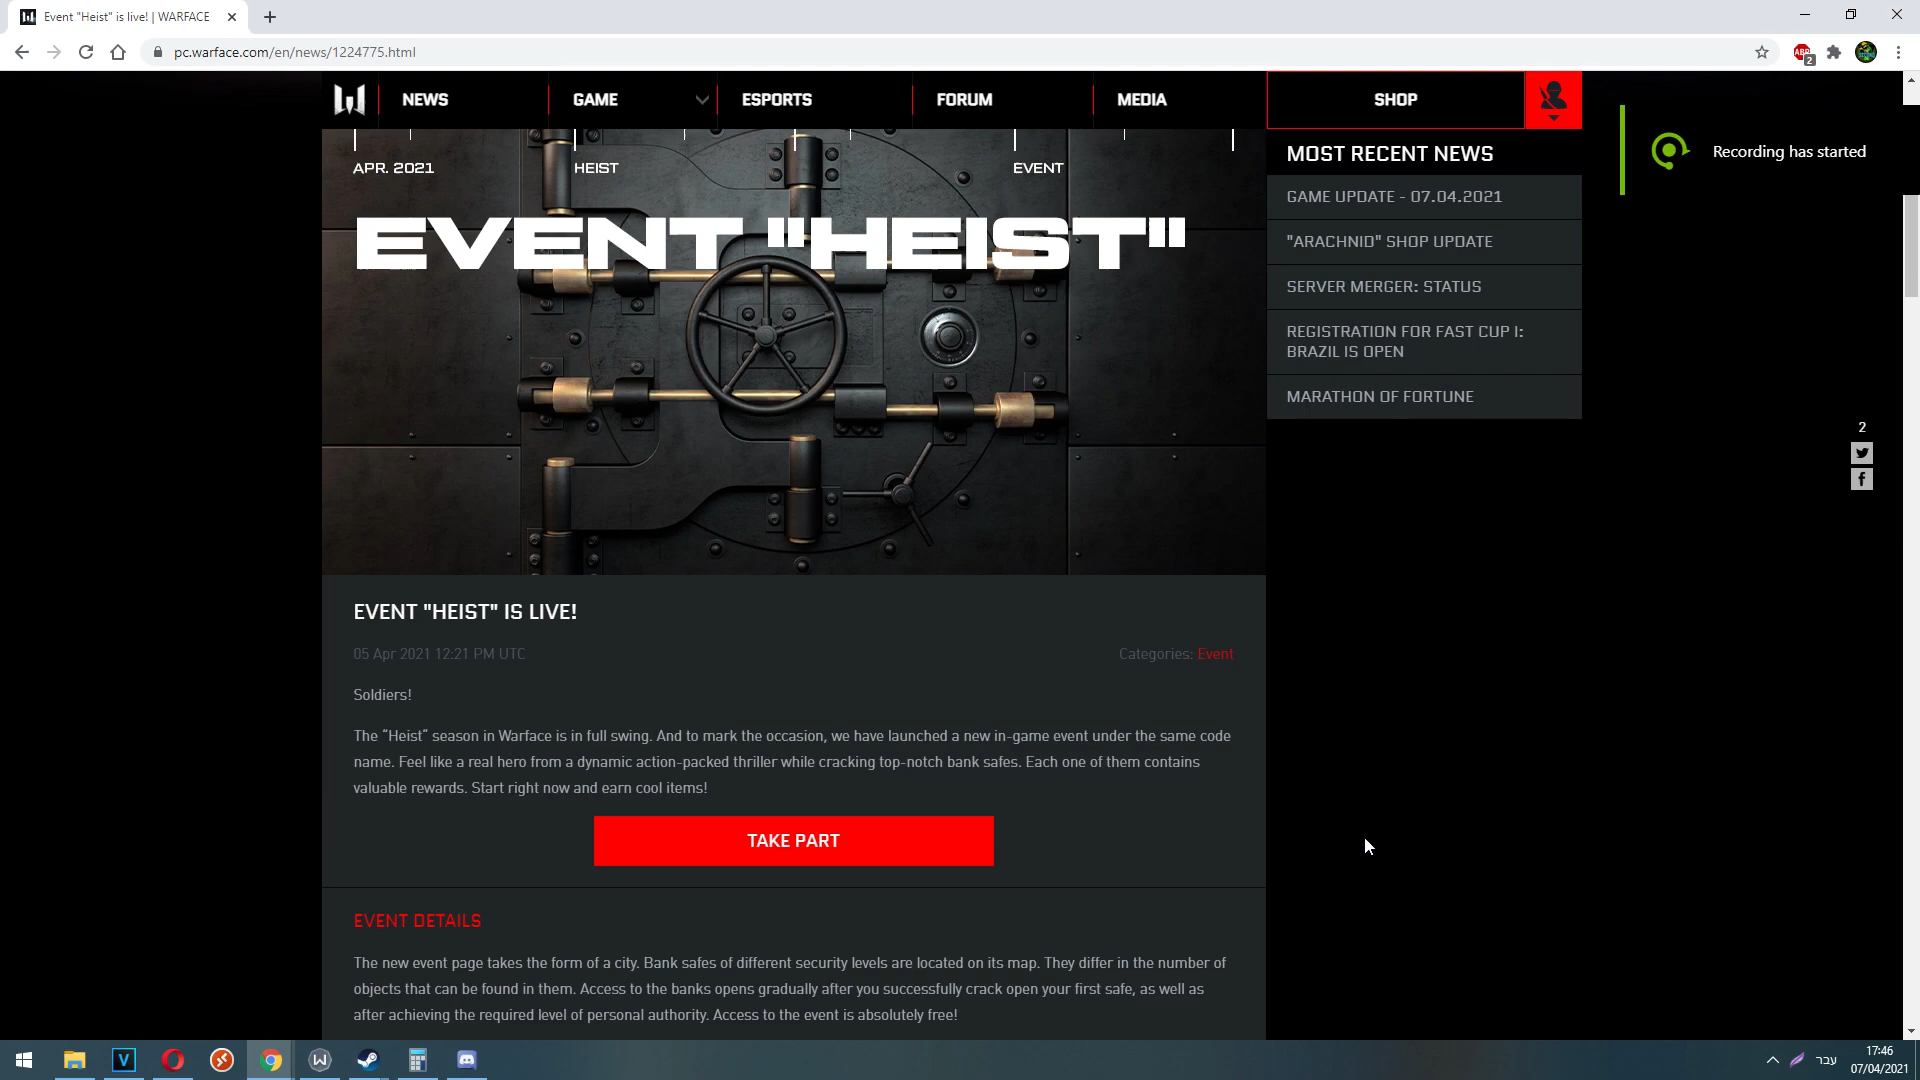 Event "Heist" is live! | WARFACE
pc.warface.com/en/news/1224775.html
ABP
2
NEWS
GAME
ESPORTS
FORUM
MEDIA
SHOP
Recording has started
APR. 2021
HEIST
EVENT
EVENT "HEIST"
MOST RECENT NEWS
GAME UPDATE - 07.04.2021
"ARACHNID" SHOP UPDATE
SERVER MERGER: STATUS
REGISTRATION FOR FAST CUP I:
BRAZIL IS OPEN
MARATHON OF FORTUNE
2
EVENT "HEIST" IS LIVE!
05 Apr 2021 12:21 PM UTC
Categories: Event
Soldiers!
The “Heist” season in Warface is in full swing. And to mark the occasion, we have launched a new in-game event under the same code
name. Feel like a real hero from a dynamic action-packed thriller while cracking top-notch bank safes. Each one of them contains
valuable rewards. Start right now and earn cool items!
TAKE PART
EVENT DETAILS
The new event page takes the form of a city. Bank safes of different security levels are located on its map. They differ in the number of
objects that can be found in them. Access to the banks opens gradually after you successfully crack open your first safe, as well as
after achieving the required level of personal authority. Access to the event is absolutely free!
עבר
17:46
07/04/2021